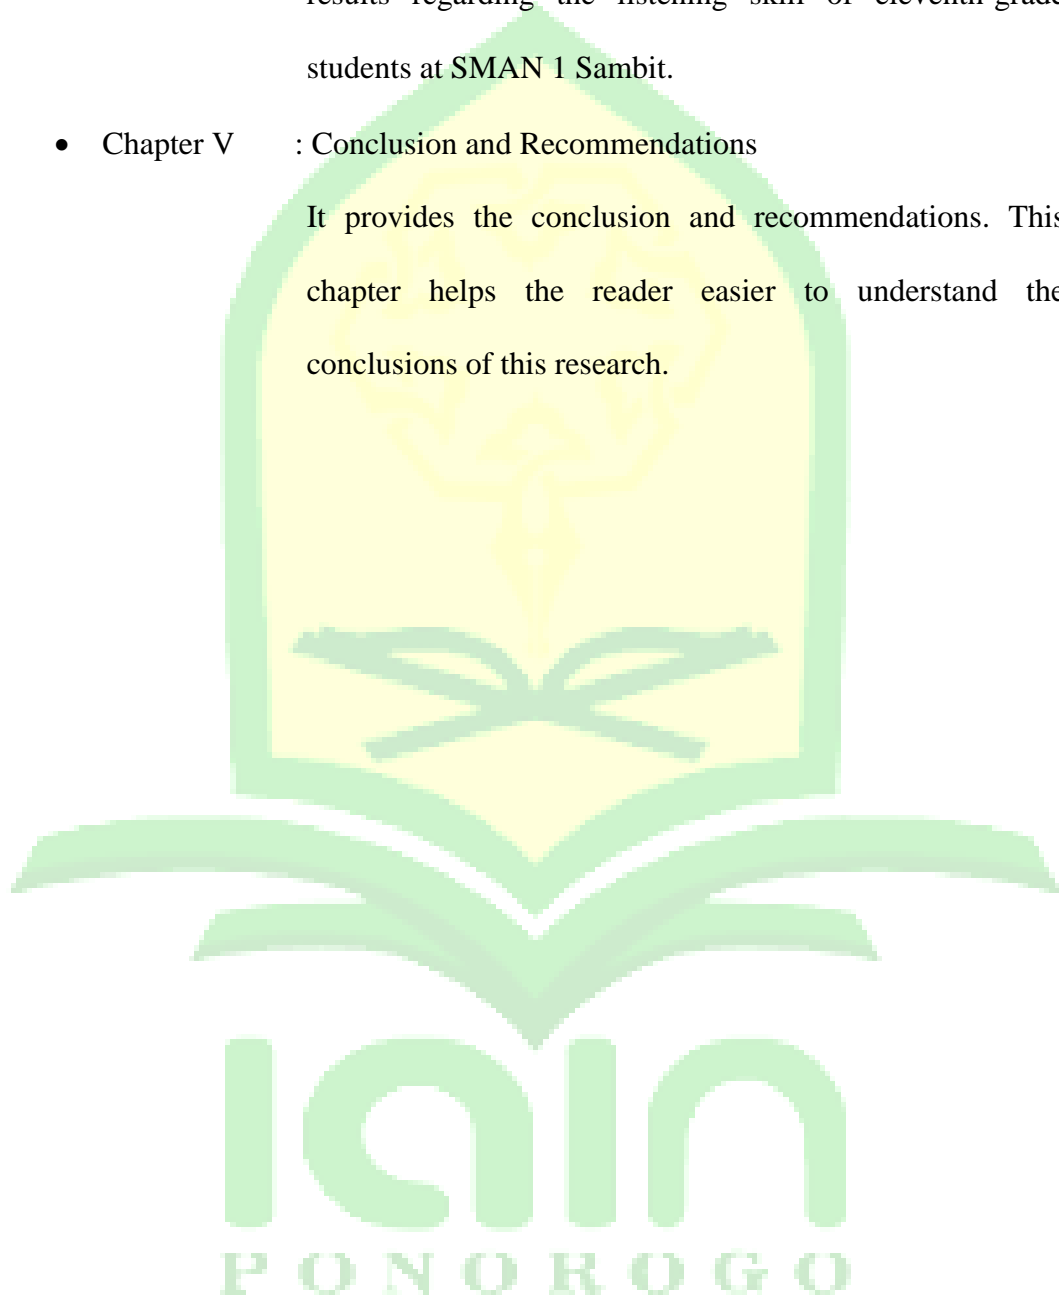 results regarding the listening skill of eleventh-grade
students at SMAN 1 Sambit.
• Chapter V : Conclusion and Recommendations
It provides the conclusion and recommendations. This
chapter helps the reader easier to understand the
conclusions of this research.
iain
PONOROGO